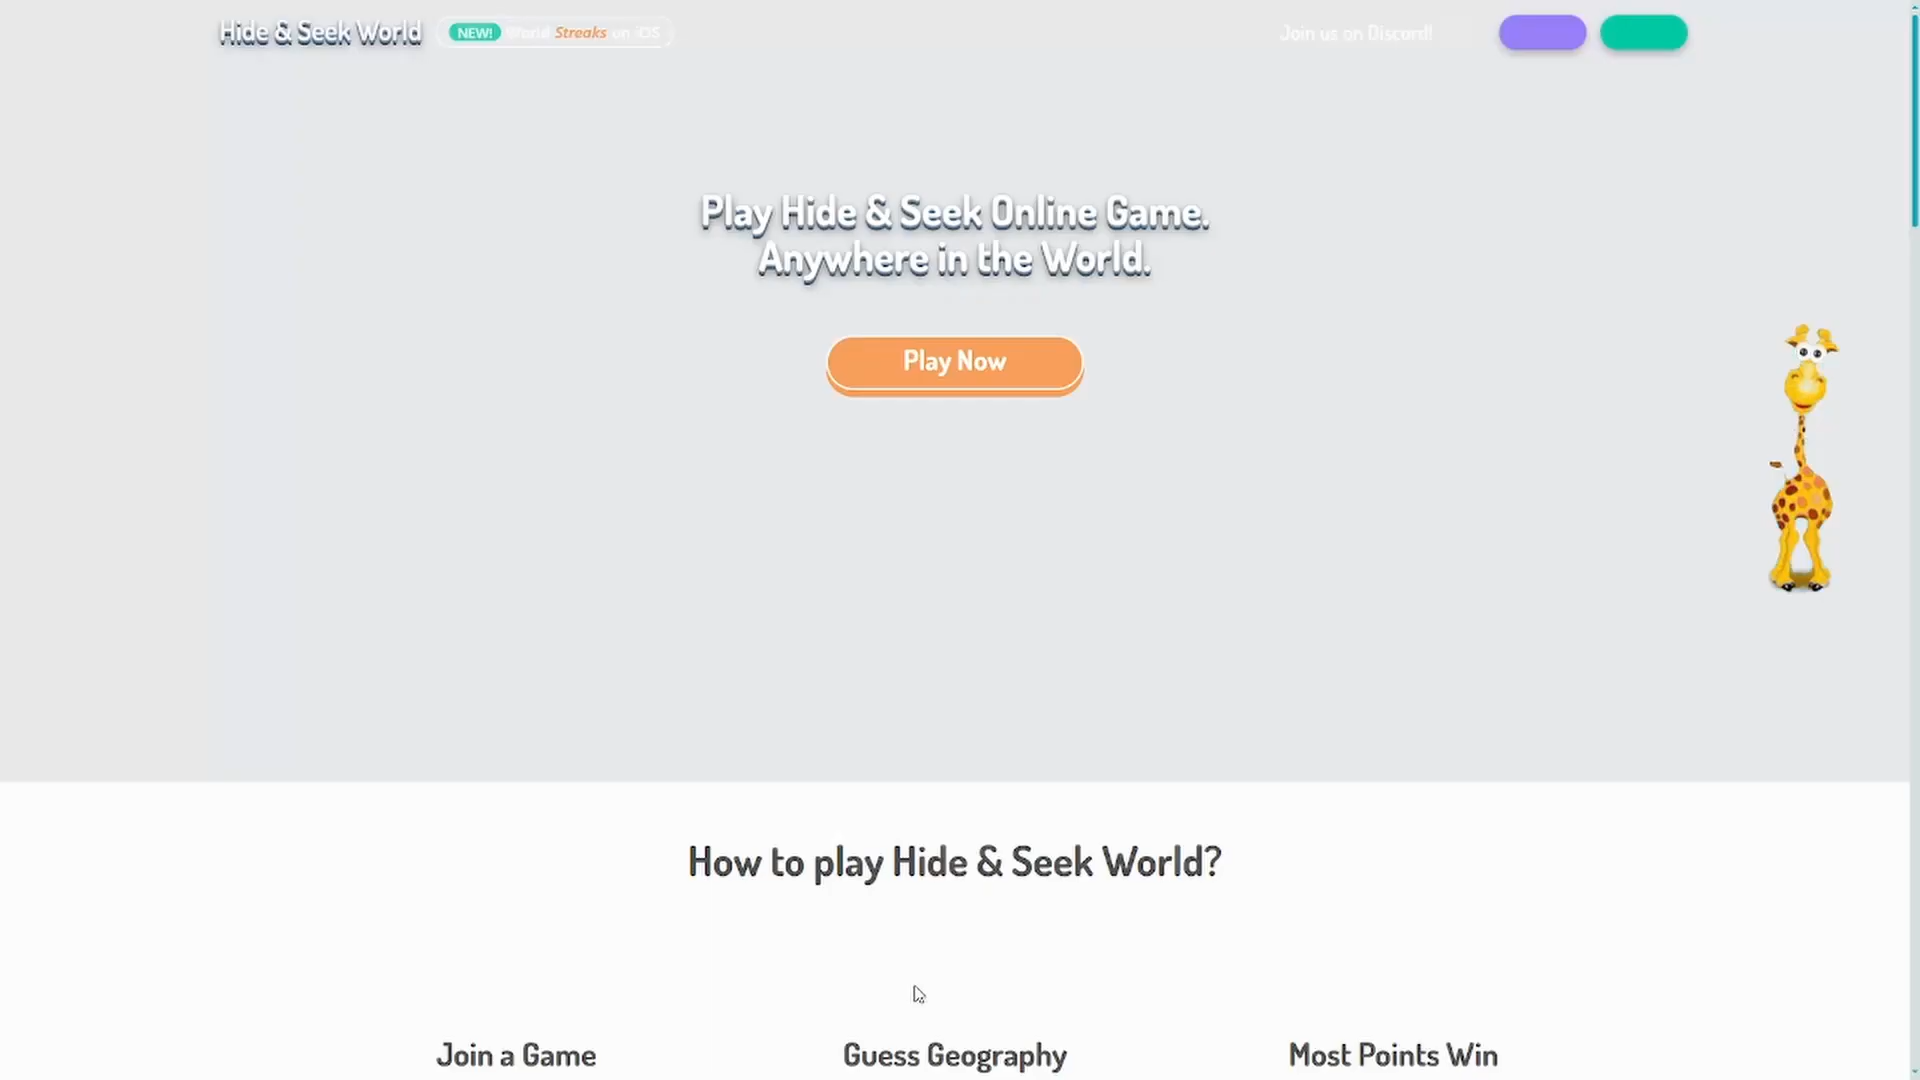 Hide & Seek World
NEW! World Streaks on iOS
Join us on Discord!
Play Hide & Seek Online Game.
Anywhere in the World.
Play Now
How to play Hide & Seek World?
Join a Game
Guess Geography
Most Points Win